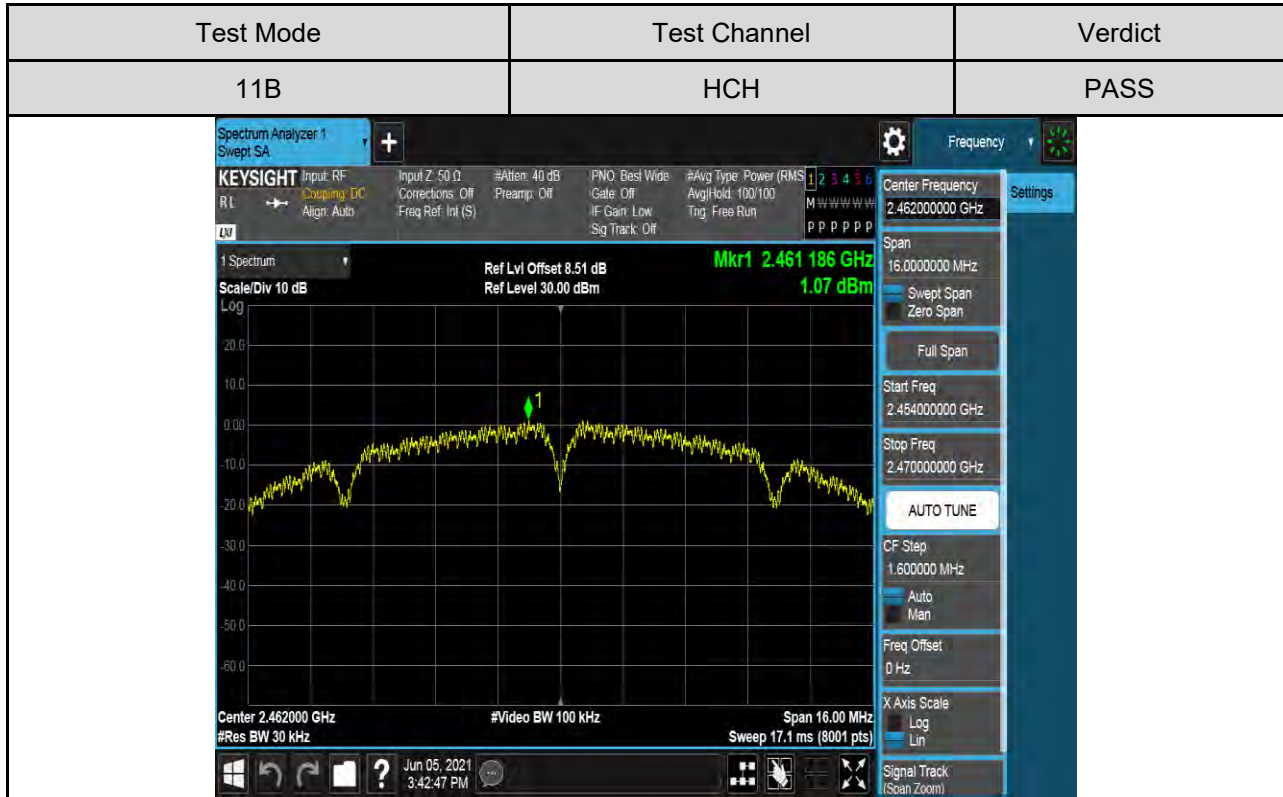 Test Mode Test Channel Verdict
11B HCH PASS
Spectrum Analyzer 1
Swept SA
+
Frequency
KEYSIGHT
RL
LXI
Input: RF
Coupling: DC
Align: Auto
Input Z: 50 Ω
Corrections: Off
Freq Ref: Int (S)
#Atten: 40 dB
Preamp: Off
PNO: Best Wide
Gate: Off
IF Gain: Low
Sig Track: Off
#Avg Type: Power (RMS
Avg|Hold: 100/100
Trig: Free Run
1 2 3 4 5 6
M W W W W W
P P P P P P
1 Spectrum
Scale/Div 10 dB
Log
Ref Lvl Offset 8.51 dB
Ref Level 30.00 dBm
Mkr1 2.461 186 GHz
1.07 dBm
20.0
10.0
0.00
-10.0
-20.0
-30.0
-40.0
-50.0
-60.0
1
Center 2.462000 GHz
#Res BW 30 kHz
#Video BW 100 kHz
Span 16.00 MHz
Sweep 17.1 ms (8001 pts)
?
Jun 05, 2021
3:42:47 PM
Center Frequency
2.462000000 GHz
Settings
Span
16.0000000 MHz
Swept Span
Zero Span
Full Span
Start Freq
2.454000000 GHz
Stop Freq
2.470000000 GHz
AUTO TUNE
CF Step
1.600000 MHz
Auto
Man
Freq Offset
0 Hz
X Axis Scale
Log
Lin
Signal Track
(Span Zoom)